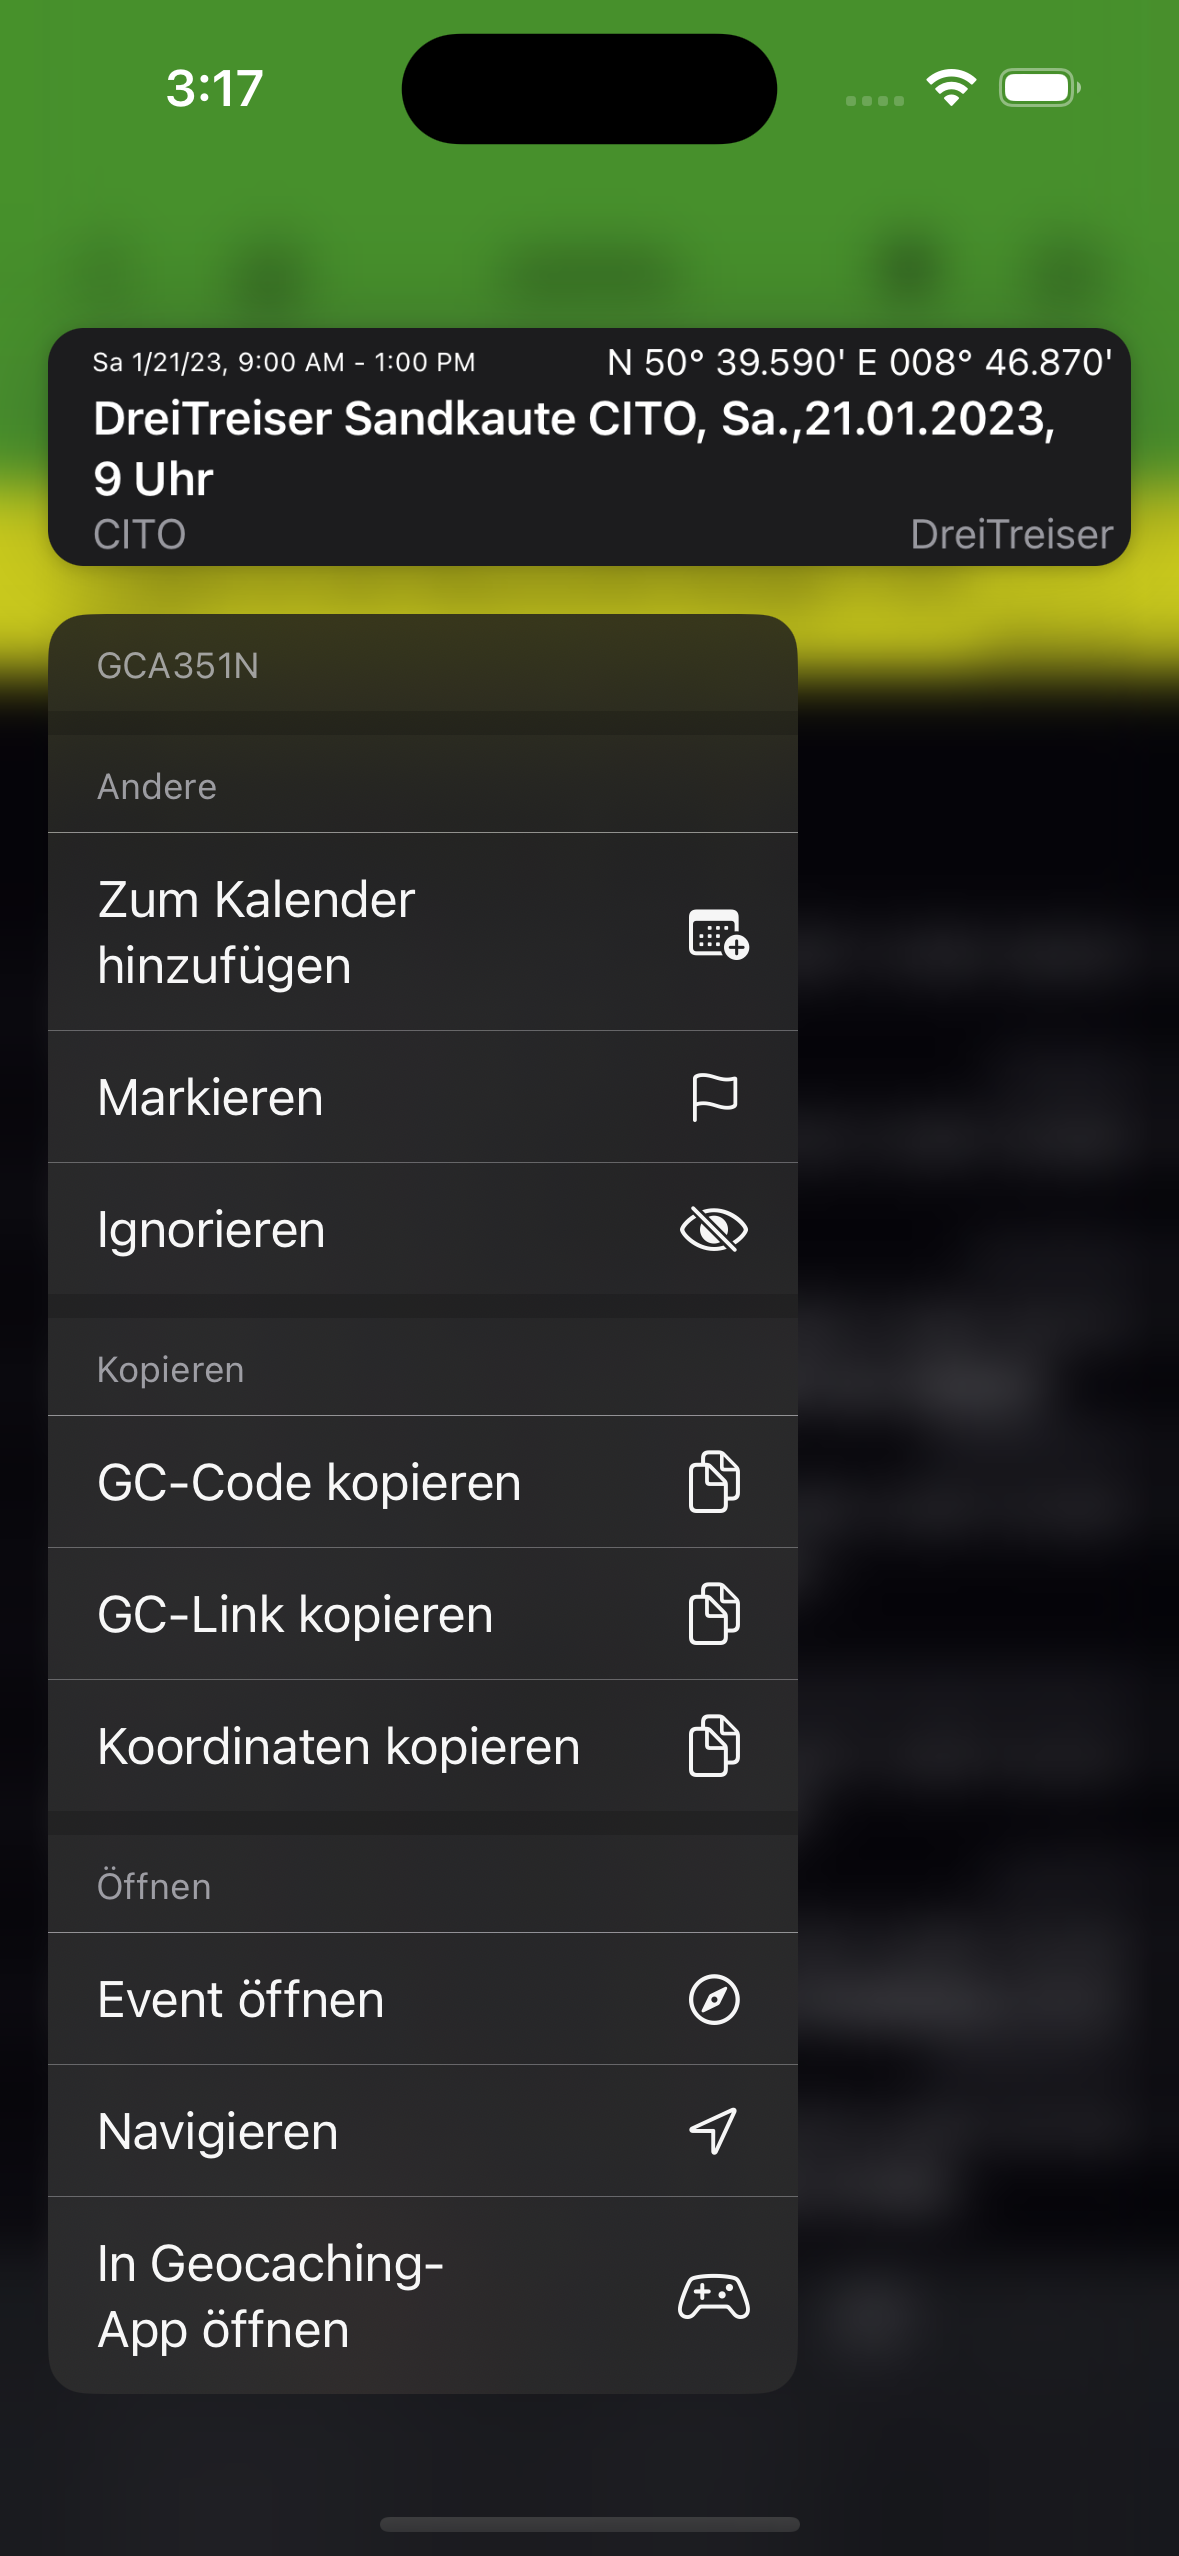 3:17
Sa 1/21/23, 9:00 AM - 1:00 PM
N 50° 39.590' E 008° 46.870'
DreiTreiser Sandkaute CITO, Sa.,21.01.2023,
9 Uhr
CITO
DreiTreiser
GCA351N
Andere
Zum Kalender
hinzufügen
Markieren
Ignorieren
Kopieren
GC-Code kopieren
GC-Link kopieren
Koordinaten kopieren
Öffnen
Event öffnen
Navigieren
In Geocaching-
App öffnen